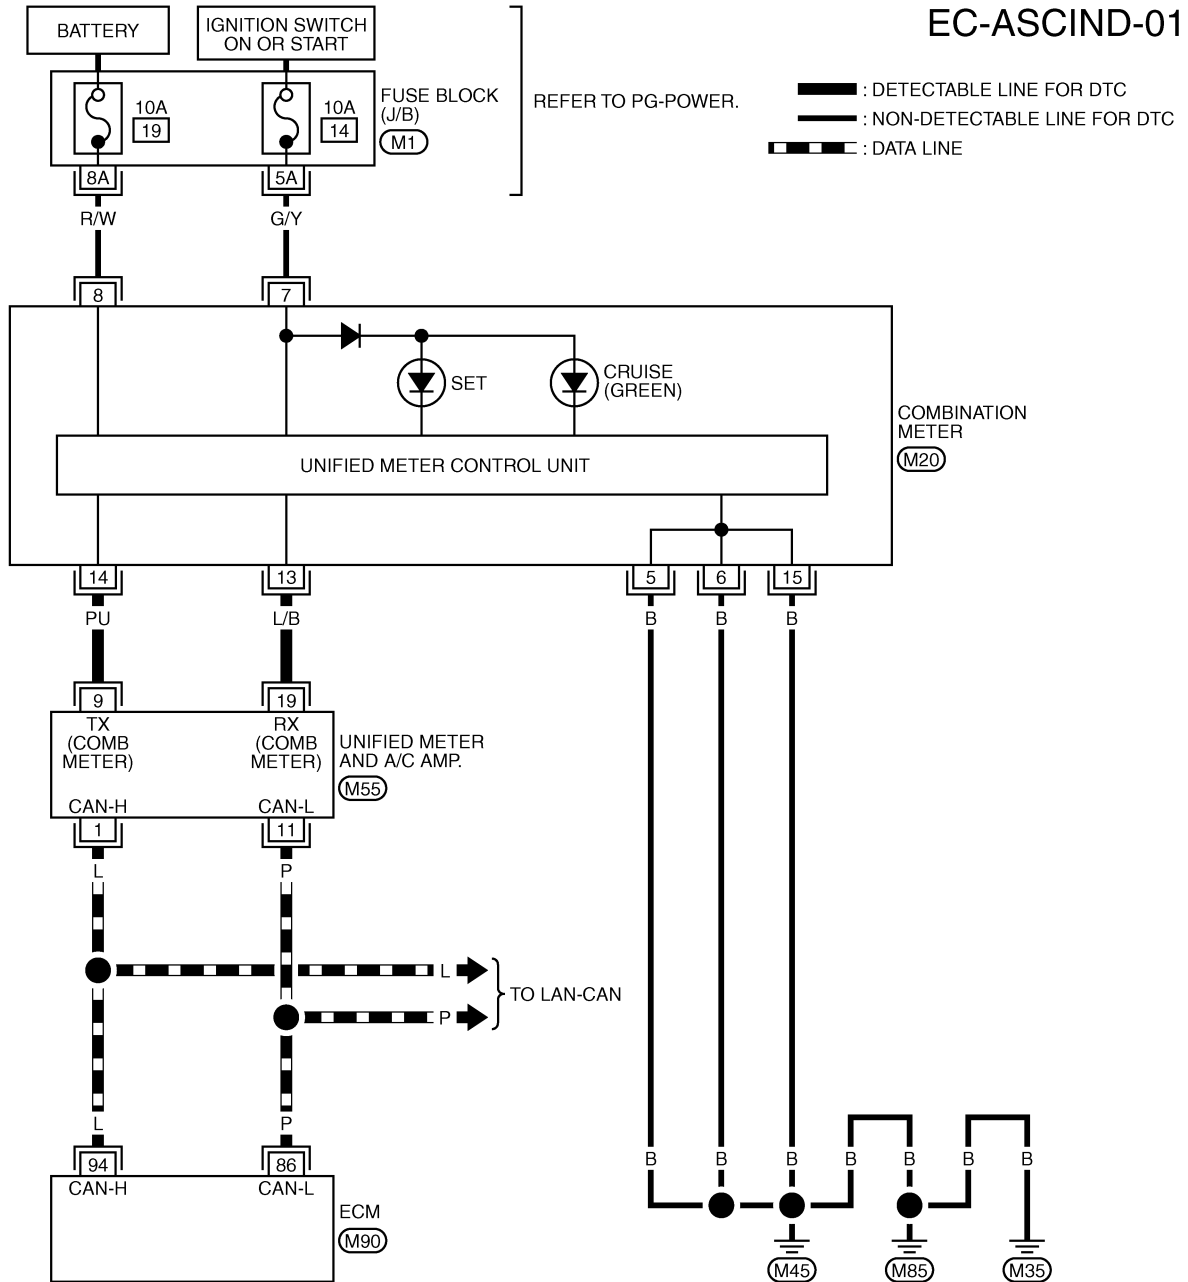 EC-ASCIND-01
BATTERY
IGNITION SWITCH
ON OR START
10A
19
10A
14
FUSE BLOCK
(J/B)
M1
REFER TO PG-POWER.
: DETECTABLE LINE FOR DTC
: NON-DETECTABLE LINE FOR DTC
: DATA LINE
8A
5A
R/W
G/Y
8
7
SET
CRUISE
(GREEN)
COMBINATION
METER
M20
UNIFIED METER CONTROL UNIT
14
13
5
6
15
PU
L/B
B
B
B
9
19
TX
(COMB
METER)
RX
(COMB
METER)
UNIFIED METER
AND A/C AMP.
M55
CAN-H
CAN-L
1
11
L
P
L
P
TO LAN-CAN
L
P
94
86
CAN-H
CAN-L
ECM
M90
B
B
B
B
B
B
B
M45
M85
M35